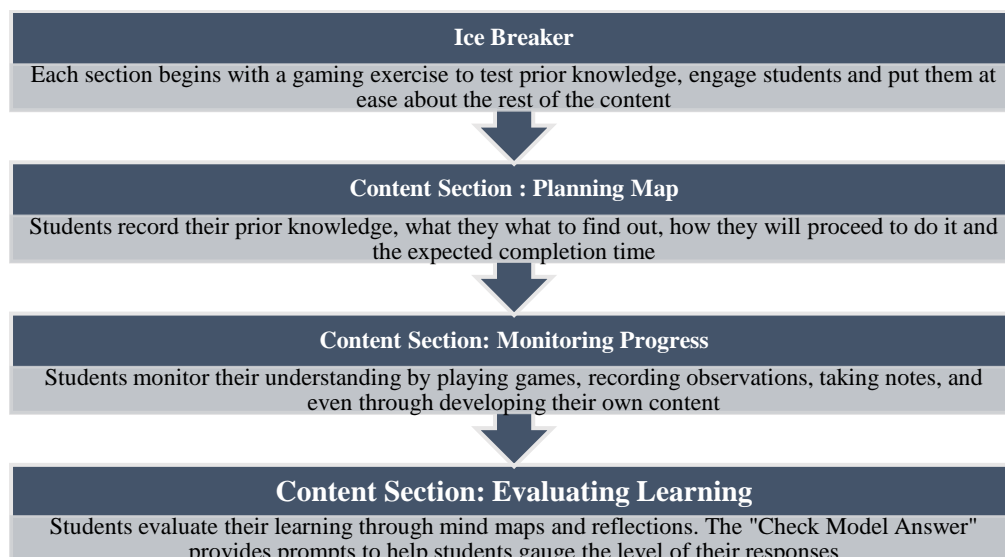 Ice Breaker
Each section begins with a gaming exercise to test prior knowledge, engage students and put them at
ease about the rest of the content
Content Section : Planning Map
Students record their prior knowledge, what they what to find out, how they will proceed to do it and
the expected completion time
Content Section: Monitoring Progress
Students monitor their understanding by playing games, recording observations, taking notes, and
even through developing their own content
Content Section: Evaluating Learning
Students evaluate their learning through mind maps and reflections. The "Check Model Answer"
provides prompts to help students gauge the level of their responses